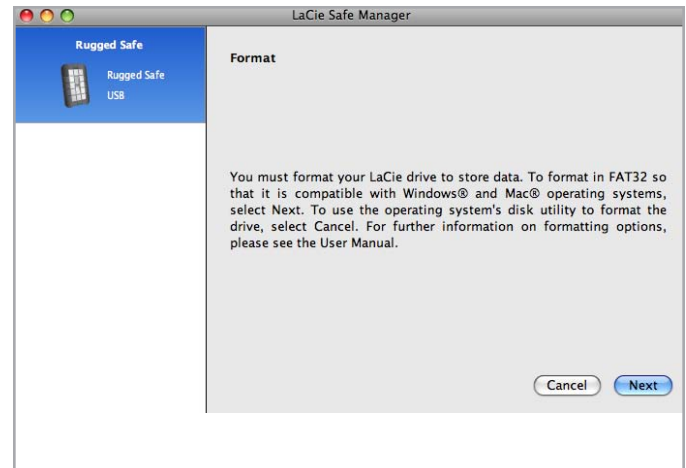 LaCie Safe Manager
Rugged Safe
Rugged Safe
USB
Format
You must format your LaCie drive to store data. To format in FAT32 so
that it is compatible with Windows® and Mac® operating systems,
select Next. To use the operating system's disk utility to format the
drive, select Cancel. For further information on formatting options,
please see the User Manual.
Cancel Next